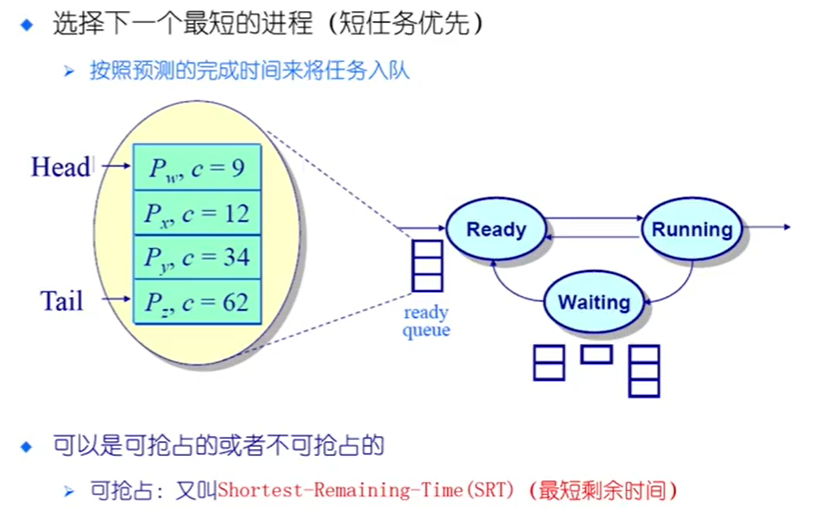 选择下一个最短的进程（短任务优先）
按照预测的完成时间来将任务入队
Head
Pw, c = 9
Px, c = 12
Py, c = 34
Tail
Pz, c = 62
Ready
Running
Waiting
ready
queue
可以是可抢占的或者不可抢占的
可抢占：又叫Shortest-Remaining-Time(SRT)（最短剩余时间）